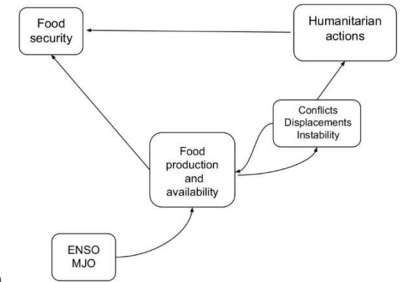 Food
security
Humanitarian
actions
Conflicts
Displacements
Instability
Food
production
and
availability
ENSO
MJO
)